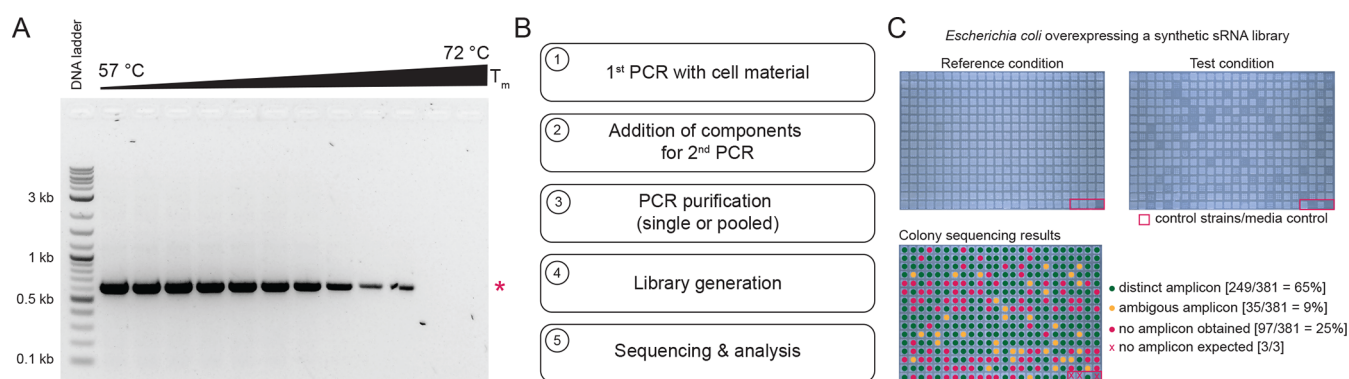 A
DNA ladder
57 °C
72 °C
Tm
3 kb
1 kb
0.5 kb
0.1 kb
*
B
1
1st PCR with cell material
2
Addition of components
for 2nd PCR
3
PCR purification
(single or pooled)
4
Library generation
5
Sequencing & analysis
C
Escherichia coli overexpressing a synthetic sRNA library
Reference condition
Test condition
control strains/media control
Colony sequencing results
distinct amplicon [249/381 = 65%]
ambigous amplicon [35/381 = 9%]
no amplicon obtained [97/381 = 25%]
x no amplicon expected [3/3]